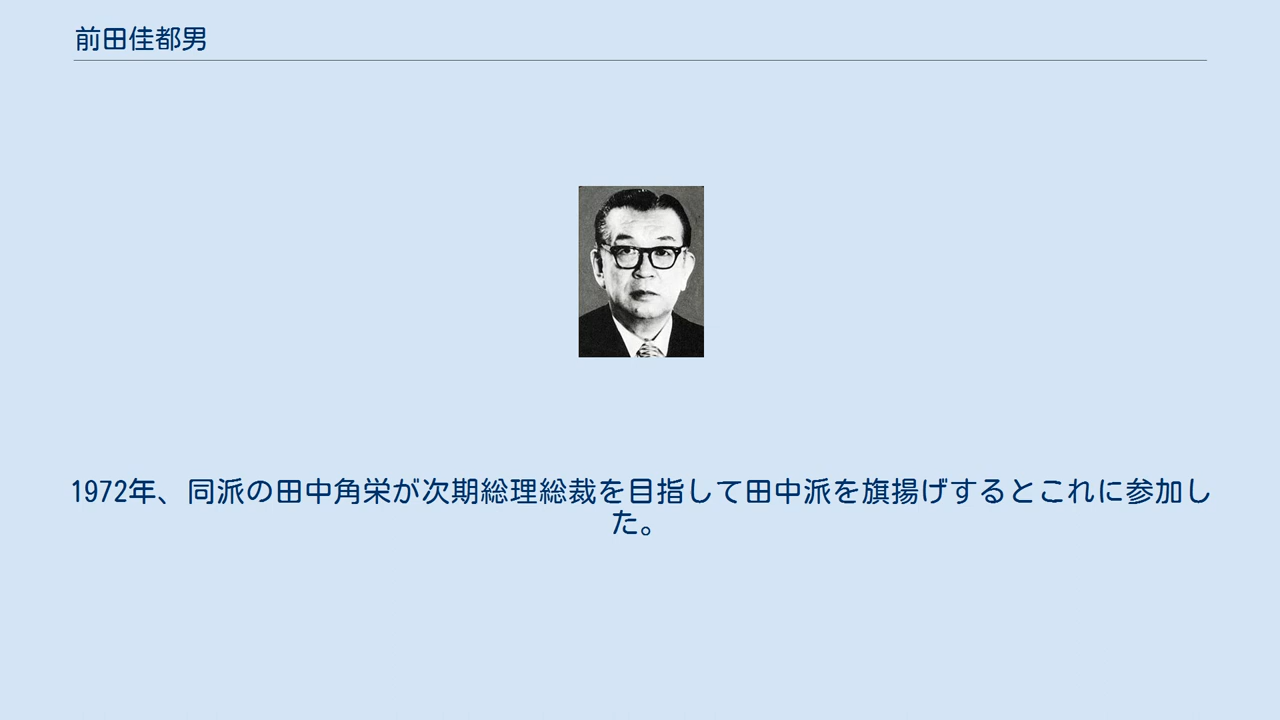 前田佳都男
1972年、同派の田中角栄が次期総理総裁を目指して田中派を旗揚げするとこれに参加し
た。